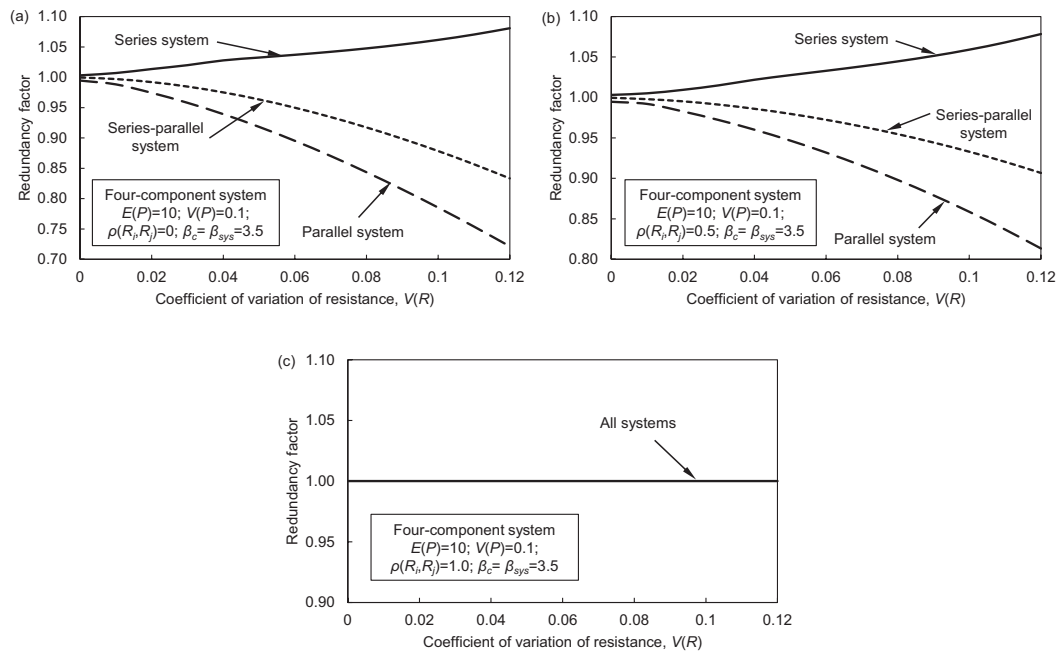 (a)
1.10
1.05
1.00
0.95
0.90
0.85
0.80
0.75
0.70
Redundancy factor
Series system
Series-parallel
system
Parallel system
Four-component system
E(P)=10; V(P)=0.1;
ρ(Ri,Rj)=0; βc= βsys=3.5
0 0.02 0.04 0.06 0.08 0.10 0.12
Coefficient of variation of resistance, V(R)
(b)
1.10
1.05
1.00
0.95
0.90
0.85
0.80
Redundancy factor
Series system
Series-parallel
system
Parallel system
Four-component system
E(P)=10; V(P)=0.1;
ρ(Ri,Rj)=0.5; βc= βsys=3.5
0 0.02 0.04 0.06 0.08 0.10 0.12
Coefficient of variation of resistance, V(R)
(c)
1.10
1.05
1.00
0.95
0.90
Redundancy factor
All systems
Four-component system
E(P)=10; V(P)=0.1;
ρ(Ri,Rj)=1.0; βc= βsys=3.5
0 0.02 0.04 0.06 0.08 0.1 0.12
Coefficient of variation of resistance, V(R)